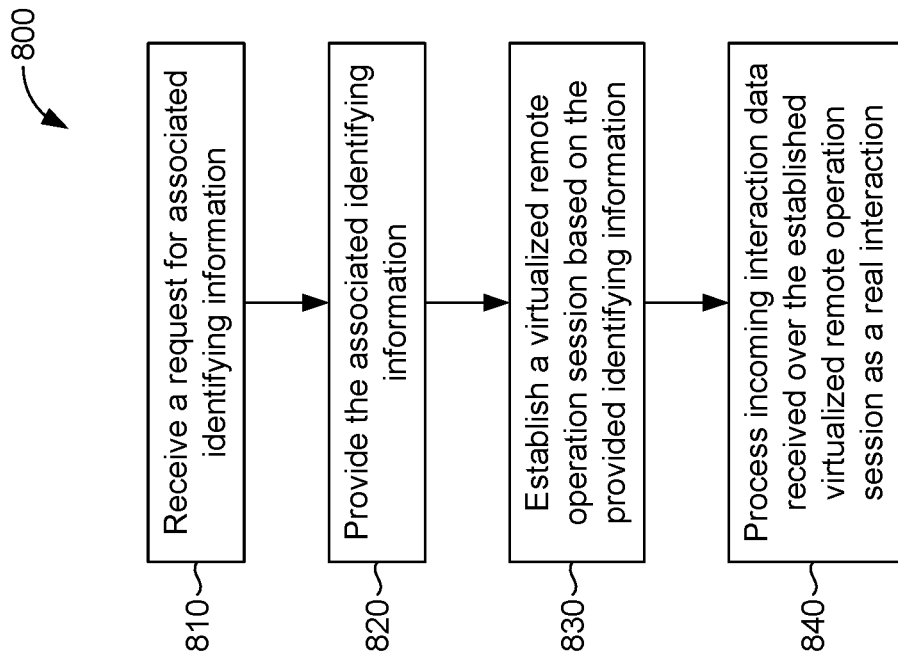 800
810
Receive a request for associated
identifying information
820
Provide the associated identifying
information
830
Establish a virtualized remote
operation session based on the
provided identifying information
840
Process incoming interaction data
received over the established
virtualized remote operation
session as a real interaction